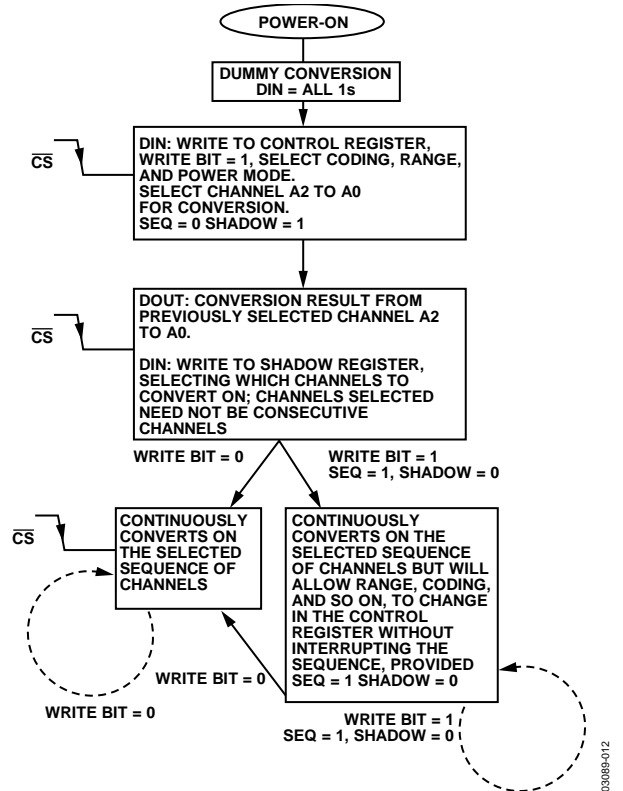 POWER-ON
DUMMY CONVERSION
DIN = ALL 1s
CS
DIN: WRITE TO CONTROL REGISTER,
WRITE BIT = 1, SELECT CODING, RANGE,
AND POWER MODE.
SELECT CHANNEL A2 TO A0
FOR CONVERSION.
SEQ = 0 SHADOW = 1
CS
DOUT: CONVERSION RESULT FROM
PREVIOUSLY SELECTED CHANNEL A2
TO A0.
DIN: WRITE TO SHADOW REGISTER,
SELECTING WHICH CHANNELS TO
CONVERT ON; CHANNELS SELECTED
NEED NOT BE CONSECUTIVE
CHANNELS
WRITE BIT = 0
WRITE BIT = 1
SEQ = 1, SHADOW = 0
CS
CONTINUOUSLY
CONVERTS ON
THE SELECTED
SEQUENCE OF
CHANNELS
CONTINUOUSLY
CONVERTS ON THE
SELECTED SEQUENCE
OF CHANNELS BUT WILL
ALLOW RANGE, CODING,
AND SO ON, TO CHANGE
IN THE CONTROL
REGISTER WITHOUT
INTERRUPTING THE
SEQUENCE, PROVIDED
SEQ = 1 SHADOW = 0
WRITE BIT = 0
WRITE BIT = 0
WRITE BIT = 1
SEQ = 1, SHADOW = 0
03089-012